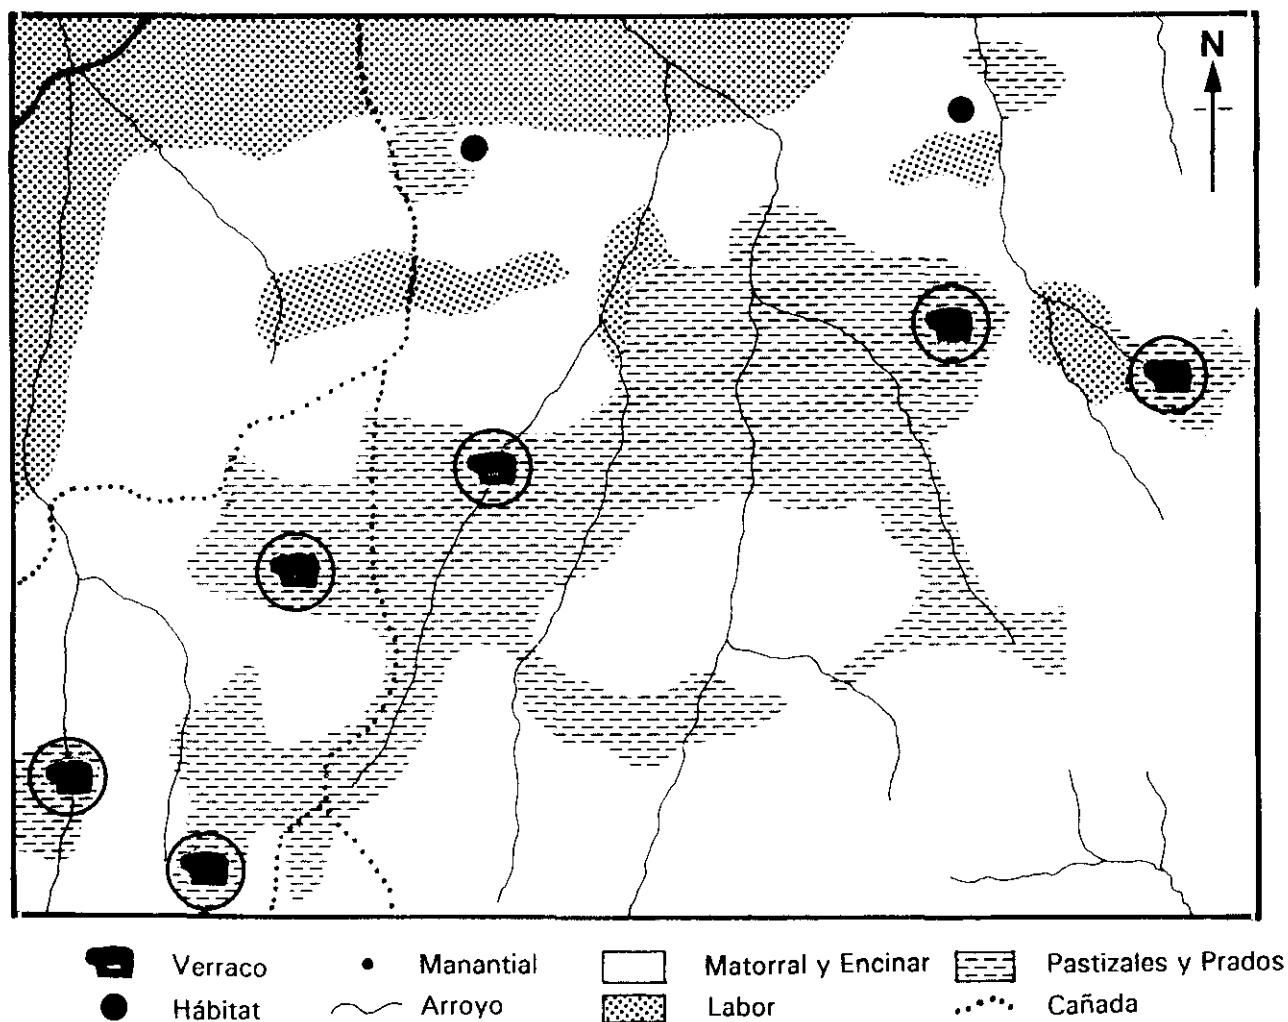 N
Verraco
Manantial
Matorral y Encinar
Pastizales y Prados
Hábitat
Arroyo
Labor
Cañada